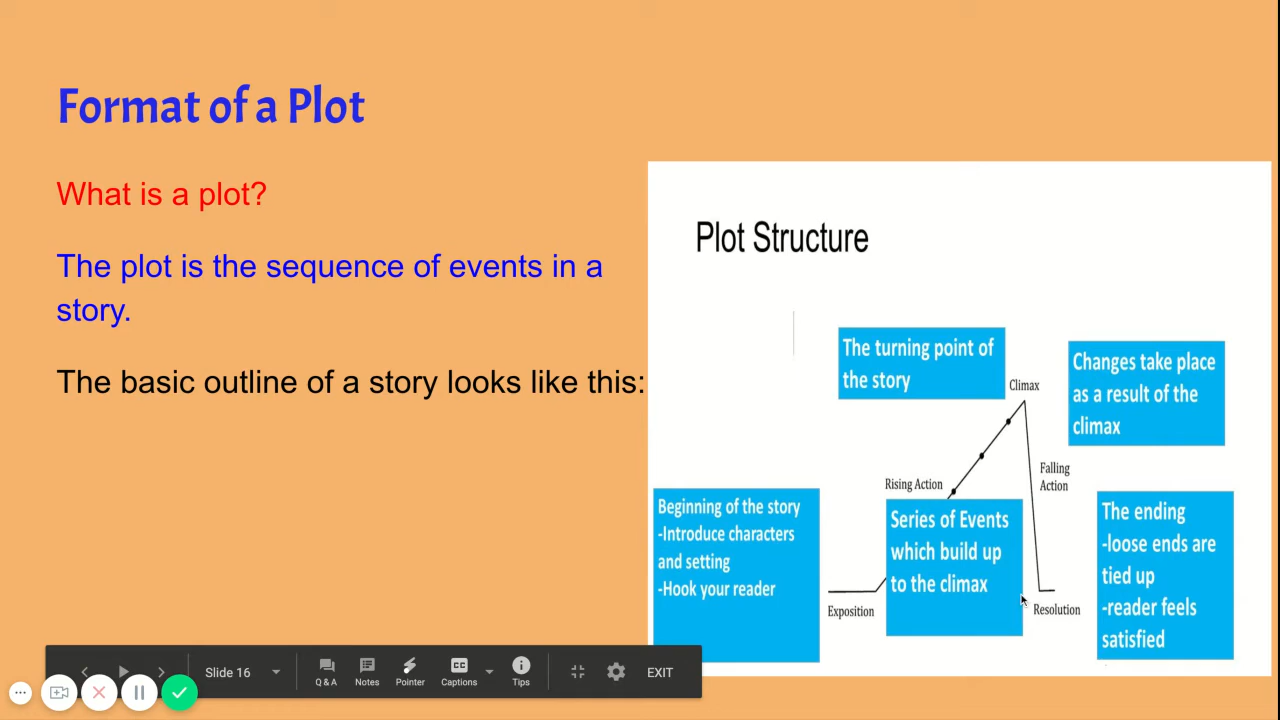 Format of a Plot
What is a plot?
The plot is the sequence of events in a
story.
The basic outline of a story looks like this:
Plot Structure
The turning point of
the story
Climax
Changes take place
as a result of the
climax
Rising Action
Falling
Action
Beginning of the story
-Introduce characters
and setting
-Hook your reader
Exposition
Series of Events
which build up
to the climax
Resolution
The ending
-loose ends are
tied up
-reader feels
satisfied
Slide 16
Q & A
Notes
Pointer
CC
Captions
Tips
EXIT